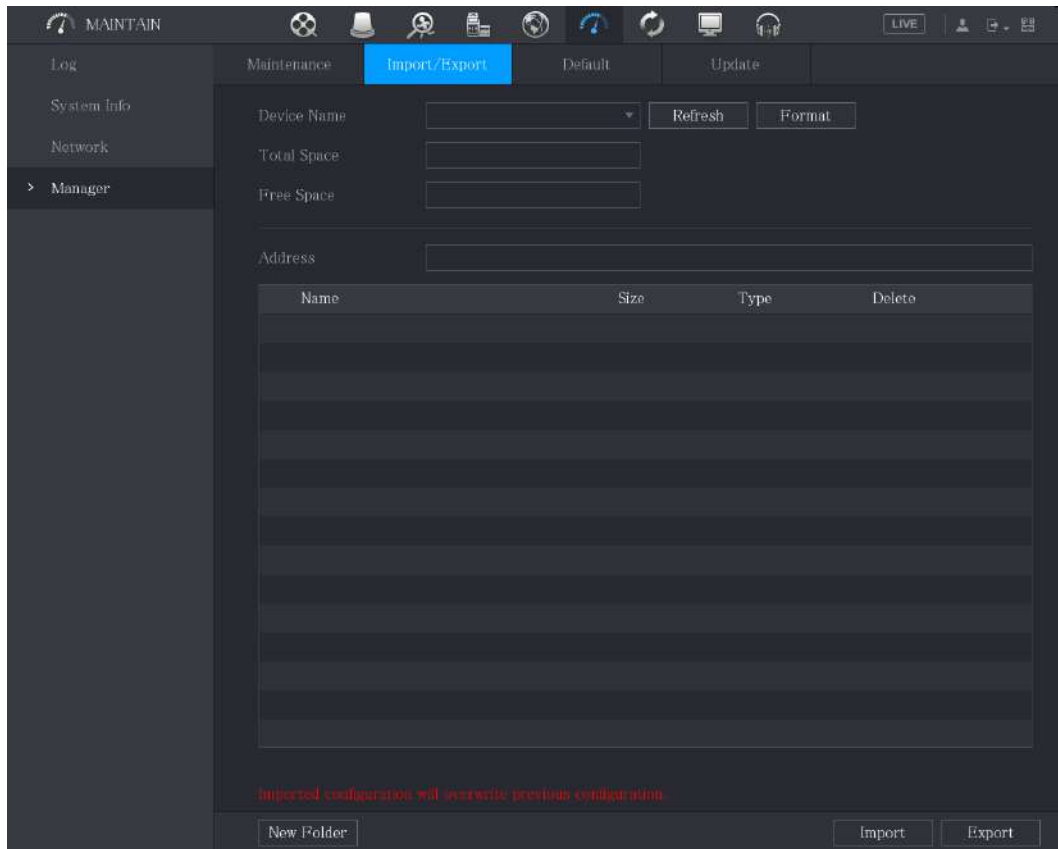 MAINTAIN
LIVE
Log
System Info
Network
Manager
Maintenance
Import/Export
Default
Update
Device Name
Refresh
Format
Total Space
Free Space
Address
Name
Size
Type
Delete
Imported configuration will overwrite previous configuration.
New Folder
Import
Export